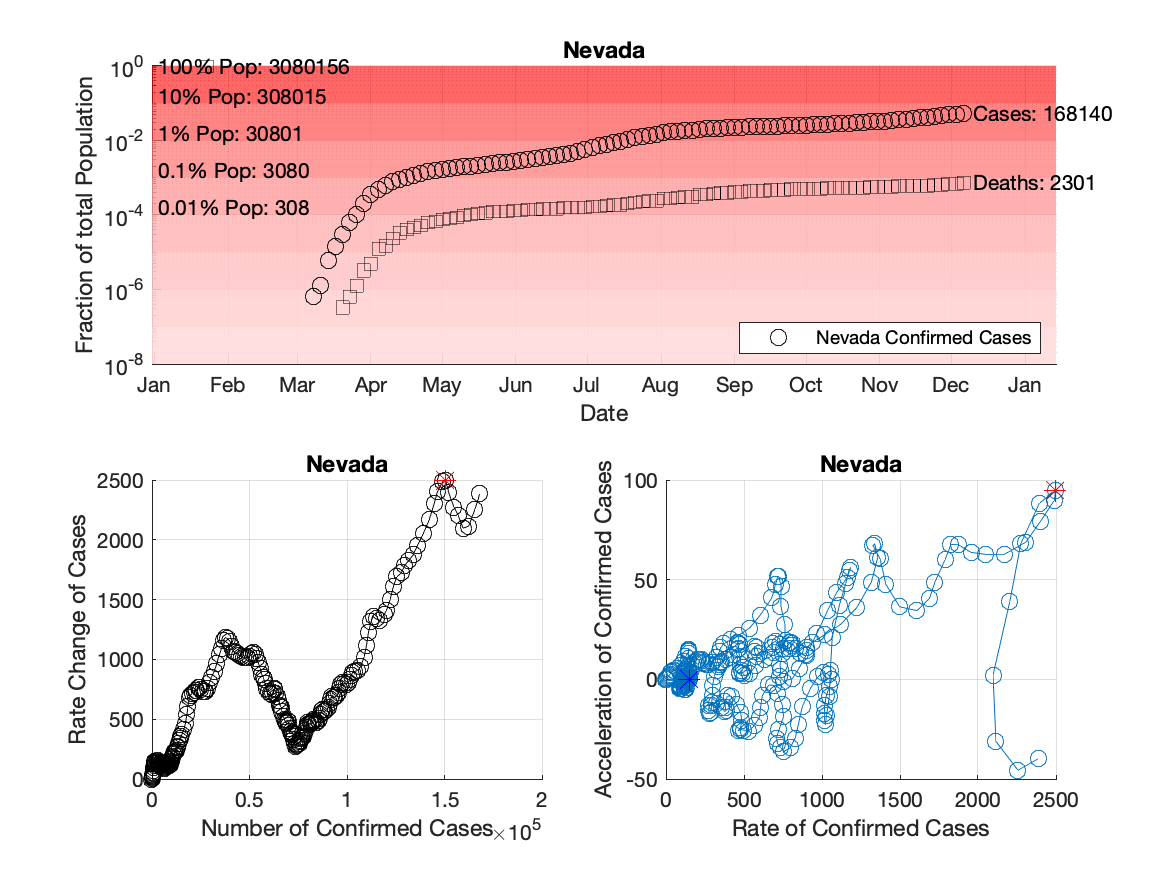 Nevada
Fraction of total Population
10^0
10^-2
10^-4
10^-6
10^-8
100% Pop: 3080156
10% Pop: 308015
1% Pop: 30801
0.1% Pop: 3080
0.01% Pop: 308
Cases: 168140
Deaths: 2301
Nevada Confirmed Cases
Jan Feb Mar Apr May Jun Jul Aug Sep Oct Nov Dec Jan
Date
Nevada
Rate Change of Cases
2500
2000
1500
1000
500
0
0 0.5 1 1.5 2
Number of Confirmed Cases ×10^5
Nevada
Acceleration of Confirmed Cases
100
50
0
-50
0 500 1000 1500 2000 2500
Rate of Confirmed Cases